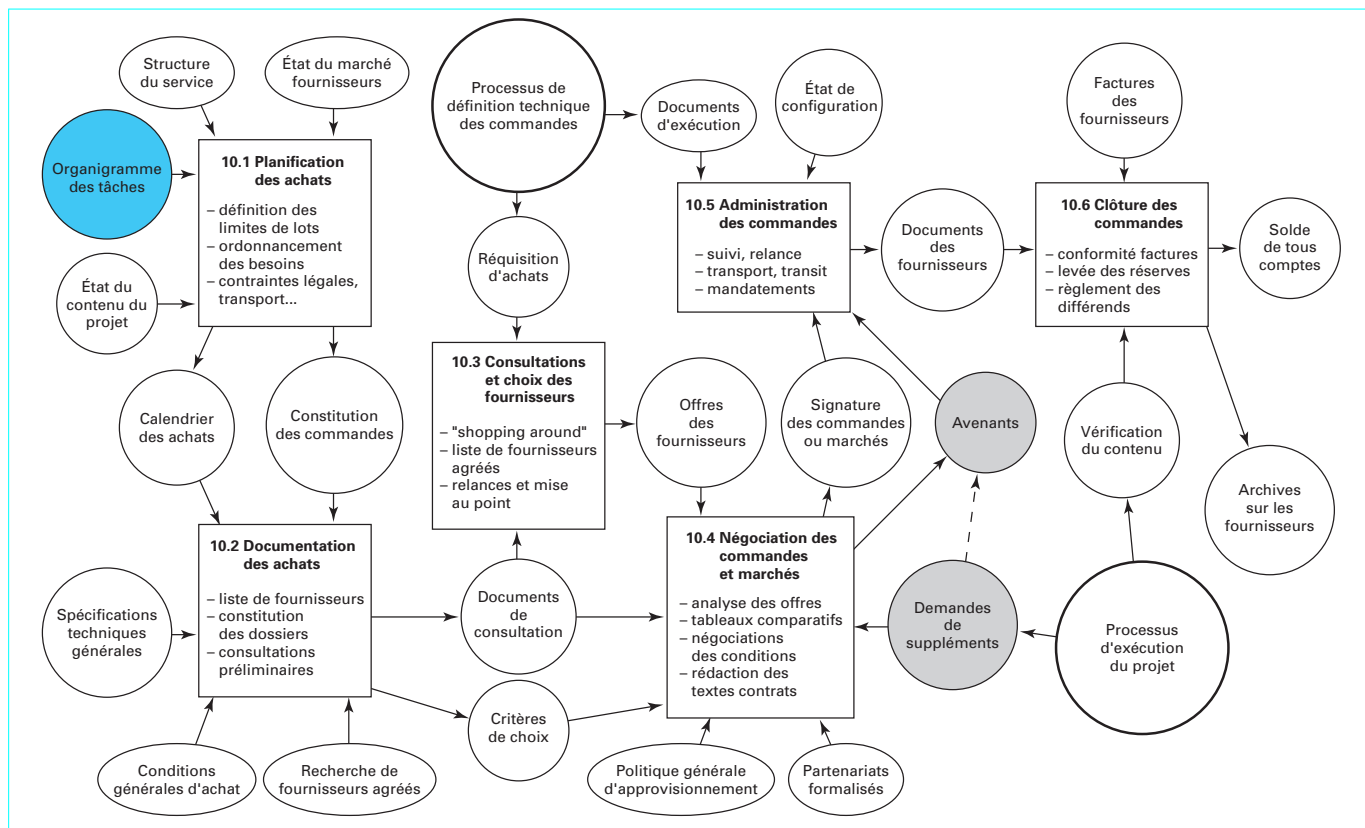 Structure
du service
État du marché
fournisseurs
Organigramme
des tâches
État du
contenu du
projet
10.1 Planification
des achats
– définition des
limites de lots
– ordonnancement
des besoins
– contraintes légales,
transport...
Calendrier
des achats
Constitution
des commandes
Spécifications
techniques
générales
10.2 Documentation
des achats
– liste de fournisseurs
– constitution
des dossiers
– consultations
préliminaires
Conditions
générales d'achat
Recherche de
fournisseurs agréés
Processus de
définition technique
des commandes
Réquisition
d'achats
10.3 Consultations
et choix des
fournisseurs
– "shopping around"
– liste de fournisseurs
agréés
– relances et mise
au point
Documents
de
consultation
Critères
de choix
Offres
des
fournisseurs
10.4 Négociation des
commandes
et marchés
– analyse des offres
– tableaux comparatifs
– négociations
des conditions
– rédaction des
textes contrats
Politique générale
d'approvisionnement
Partenariats
formalisés
Documents
d'exécution
État de
configuration
10.5 Administration
des commandes
– suivi, relance
– transport, transit
– mandatements
Signature
des commandes
ou marchés
Avenants
Demandes
de
suppléments
Documents
des
fournisseurs
Factures
des
fournisseurs
10.6 Clôture des
commandes
– conformité factures
– levée des réserves
– règlement des
différends
Solde
de tous
comptes
Vérification
du contenu
Archives
sur les
fournisseurs
Processus
d'exécution
du projet